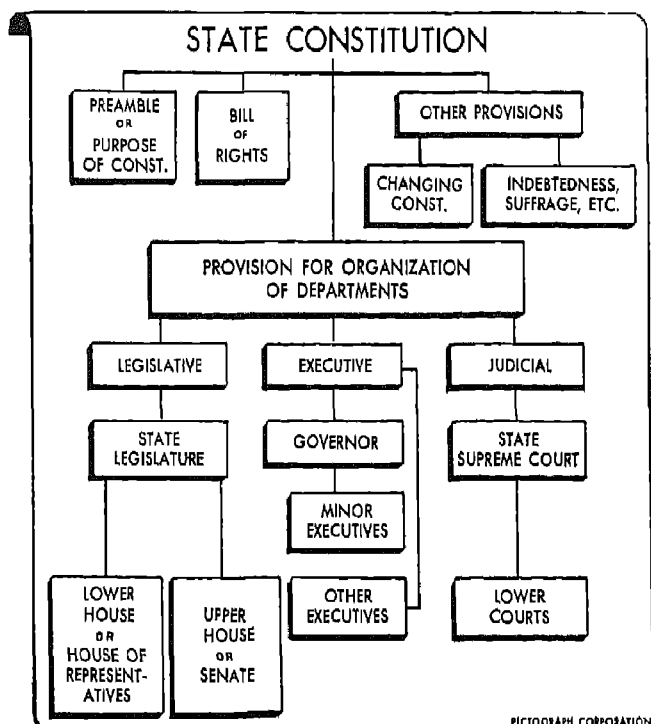 STATE CONSTITUTION
PREAMBLE
OR
PURPOSE
OF CONST.
BILL
OF
RIGHTS
OTHER PROVISIONS
CHANGING
CONST.
INDEBTEDNESS,
SUFFRAGE, ETC.
PROVISION FOR ORGANIZATION
OF DEPARTMENTS
LEGISLATIVE
EXECUTIVE
JUDICIAL
STATE
LEGISLATURE
GOVERNOR
STATE
SUPREME COURT
MINOR
EXECUTIVES
LOWER
HOUSE
OR
HOUSE OF
REPRESENT-
ATIVES
UPPER
HOUSE
OR
SENATE
OTHER
EXECUTIVES
LOWER
COURTS
PICTOGRAPH CORPORATION